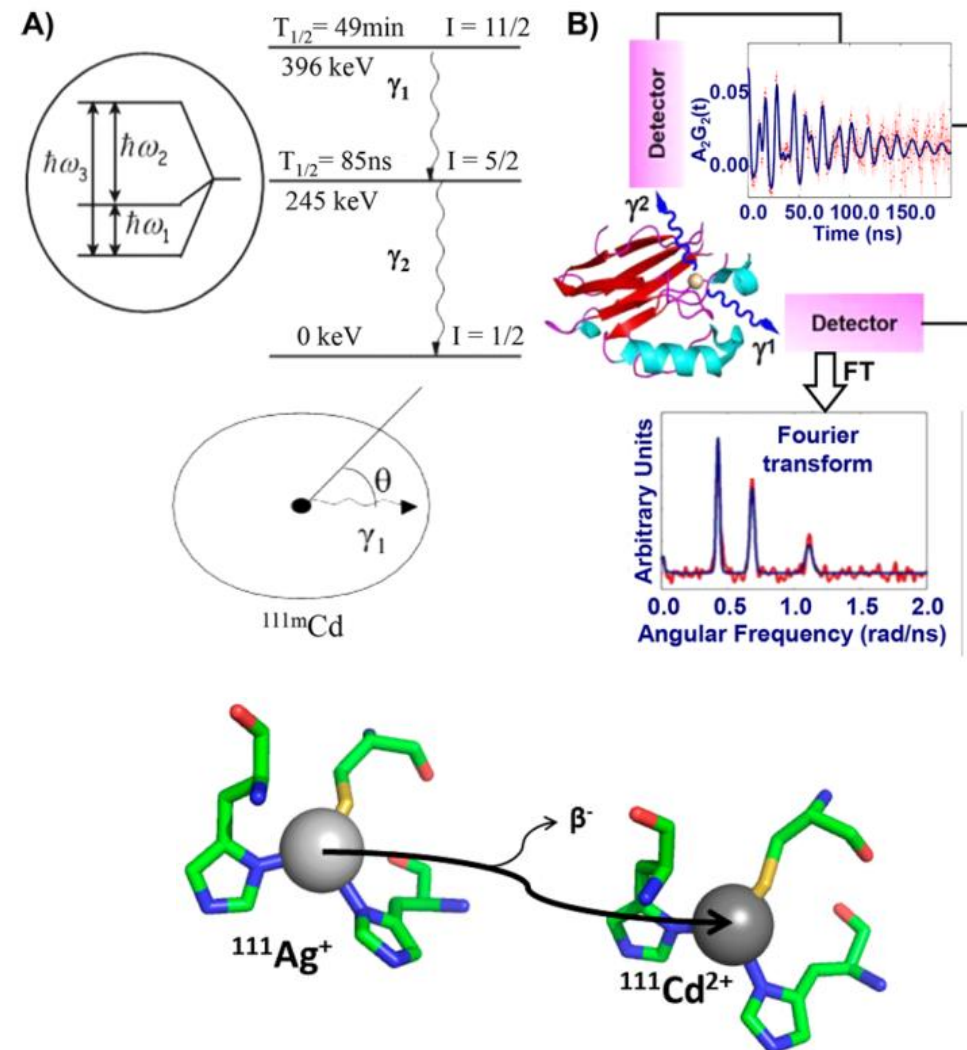 A)
T1/2= 49min I = 11/2
396 keV
γ1
ħω3
ħω2
ħω1
T1/2= 85ns I = 5/2
245 keV
γ2
0 keV I = 1/2
θ
γ1
111mCd
B)
Detector
A2G2(t)
0.05
0.00
0.0 50.0 100.0 150.0
Time (ns)
γ2
γ1
Detector
FT
Arbitrary Units
Fourier
transform
0.0 0.5 1.0 1.5 2.0
Angular Frequency (rad/ns)
β-
111Ag+
111Cd2+